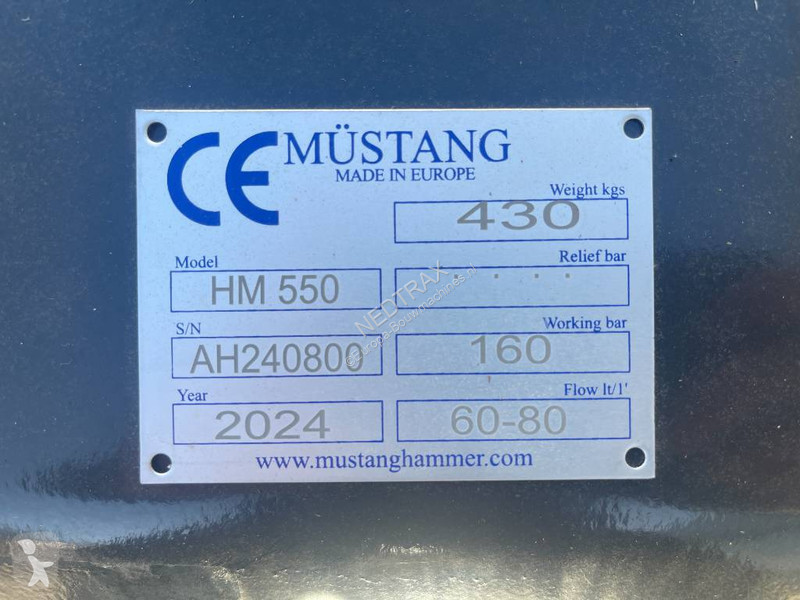 CE MÜSTANG
MADE IN EUROPE
Weight kgs
430
Model
HM 550
Relief bar
. . . . .
S/N
AH240800
Working bar
160
Year
2024
Flow lt/1'
60-80
www.mustanghammer.com
NEDTRAX